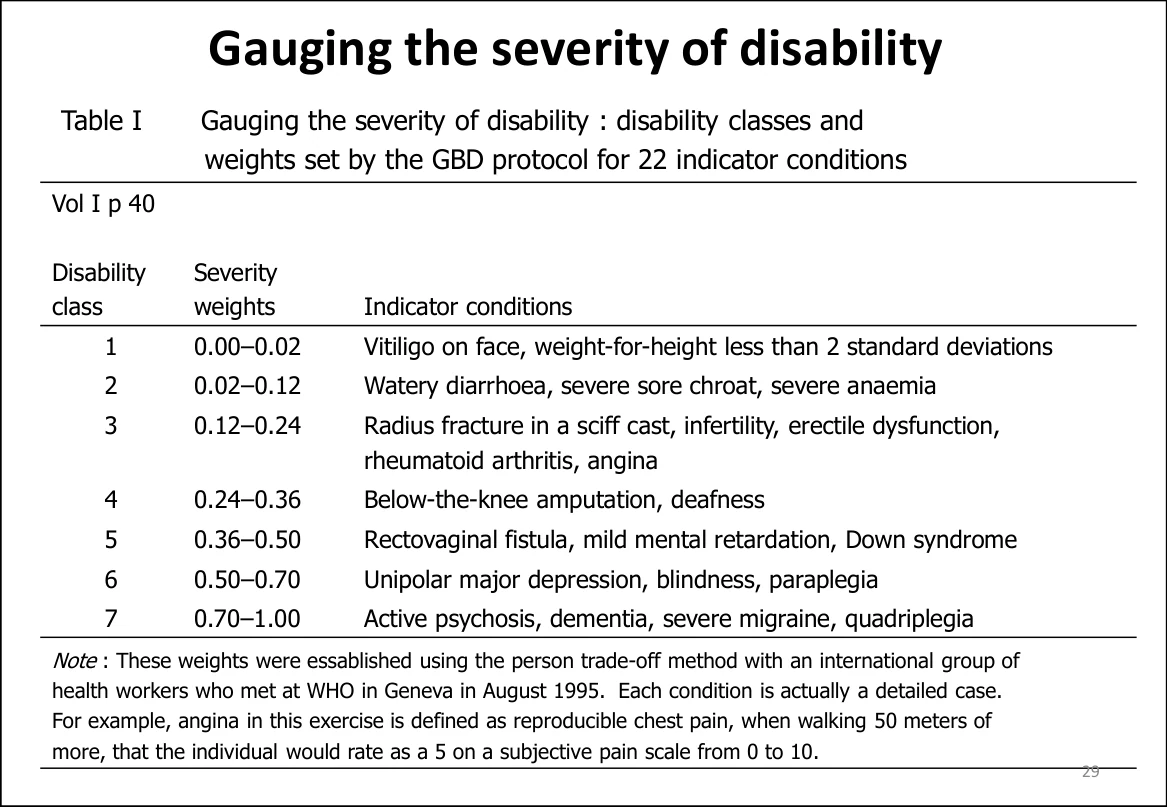 Gauging the severity of disability
Table I Gauging the severity of disability : disability classes and
weights set by the GBD protocol for 22 indicator conditions
Vol I p 40
Disability Severity
class weights Indicator conditions
1 0.00–0.02 Vitiligo on face, weight-for-height less than 2 standard deviations
2 0.02–0.12 Watery diarrhoea, severe sore chroat, severe anaemia
3 0.12–0.24 Radius fracture in a sciff cast, infertility, erectile dysfunction,
rheumatoid arthritis, angina
4 0.24–0.36 Below-the-knee amputation, deafness
5 0.36–0.50 Rectovaginal fistula, mild mental retardation, Down syndrome
6 0.50–0.70 Unipolar major depression, blindness, paraplegia
7 0.70–1.00 Active psychosis, dementia, severe migraine, quadriplegia
Note : These weights were essablished using the person trade-off method with an international group of
health workers who met at WHO in Geneva in August 1995. Each condition is actually a detailed case.
For example, angina in this exercise is defined as reproducible chest pain, when walking 50 meters of
more, that the individual would rate as a 5 on a subjective pain scale from 0 to 10.
29